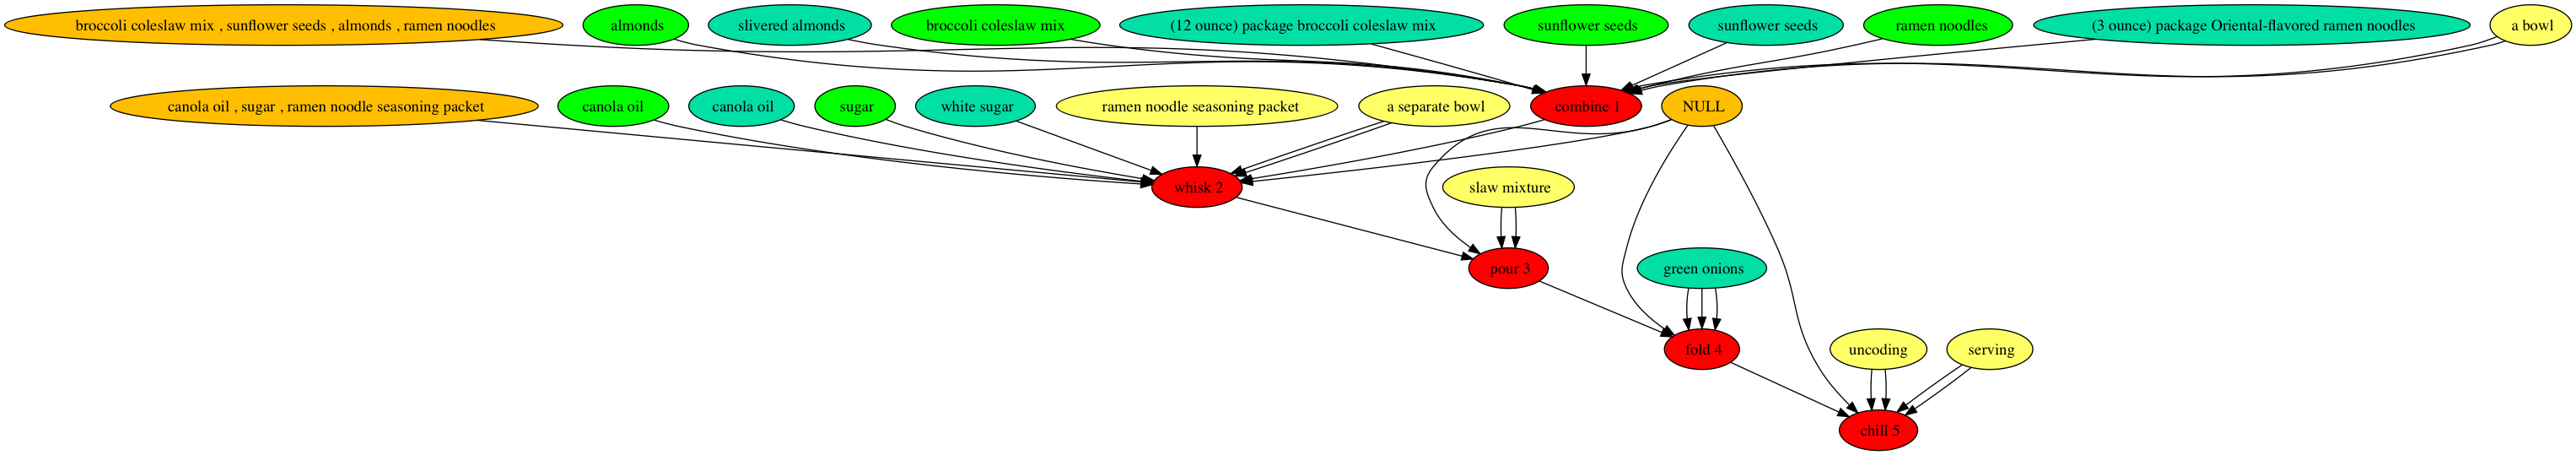 broccoli coleslaw mix , sunflower seeds , almonds , ramen noodles
almonds
slivered almonds
broccoli coleslaw mix
(12 ounce) package broccoli coleslaw mix
sunflower seeds
sunflower seeds
ramen noodles
(3 ounce) package Oriental-flavored ramen noodles
a bowl
canola oil , sugar , ramen noodle seasoning packet
canola oil
canola oil
sugar
white sugar
ramen noodle seasoning packet
a separate bowl
combine 1
NULL
whisk 2
slaw mixture
pour 3
green onions
fold 4
uncoding
serving
chill 5